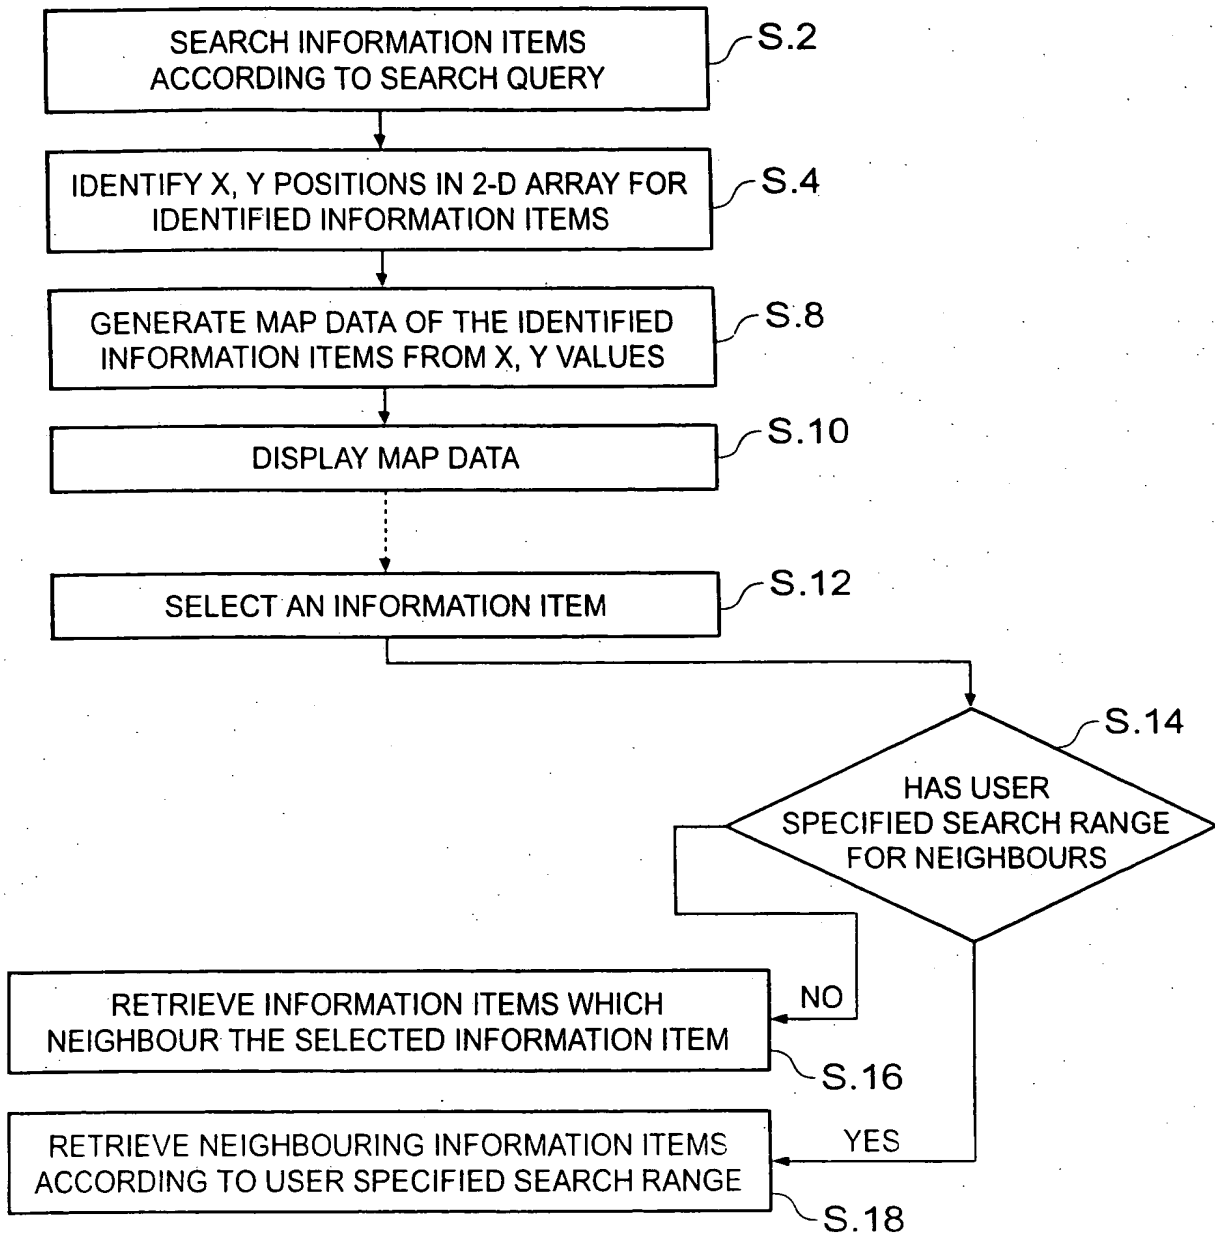 SEARCH INFORMATION ITEMS
ACCORDING TO SEARCH QUERY
S.2
IDENTIFY X, Y POSITIONS IN 2-D ARRAY FOR
IDENTIFIED INFORMATION ITEMS
S.4
GENERATE MAP DATA OF THE IDENTIFIED
INFORMATION ITEMS FROM X, Y VALUES
S.8
DISPLAY MAP DATA
S.10
SELECT AN INFORMATION ITEM
S.12
HAS USER
SPECIFIED SEARCH RANGE
FOR NEIGHBOURS
S.14
NO
RETRIEVE INFORMATION ITEMS WHICH
NEIGHBOUR THE SELECTED INFORMATION ITEM
S.16
YES
RETRIEVE NEIGHBOURING INFORMATION ITEMS
ACCORDING TO USER SPECIFIED SEARCH RANGE
S.18